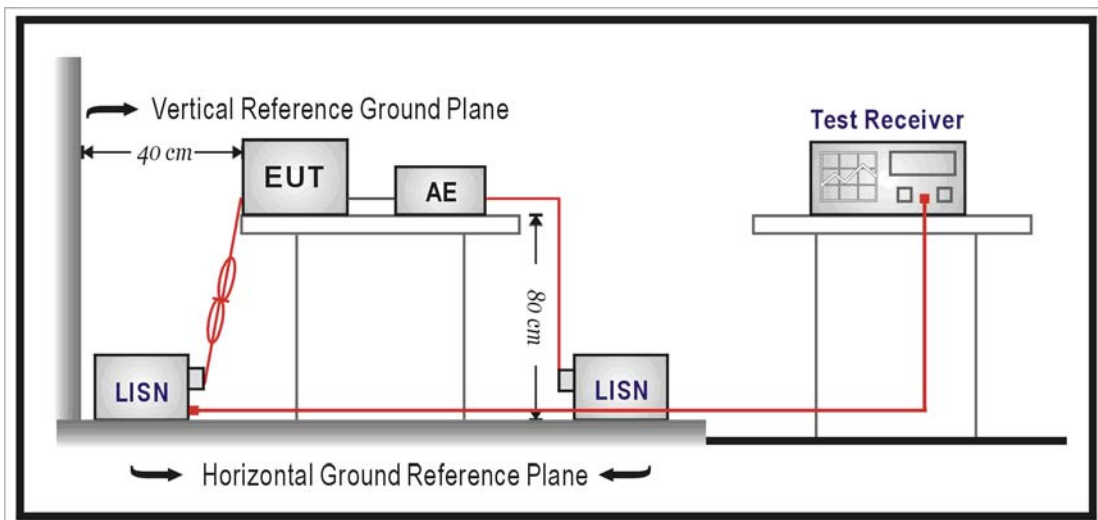 Vertical Reference Ground Plane
40 cm
EUT
AE
Test Receiver
80 cm
LISN
LISN
Horizontal Ground Reference Plane